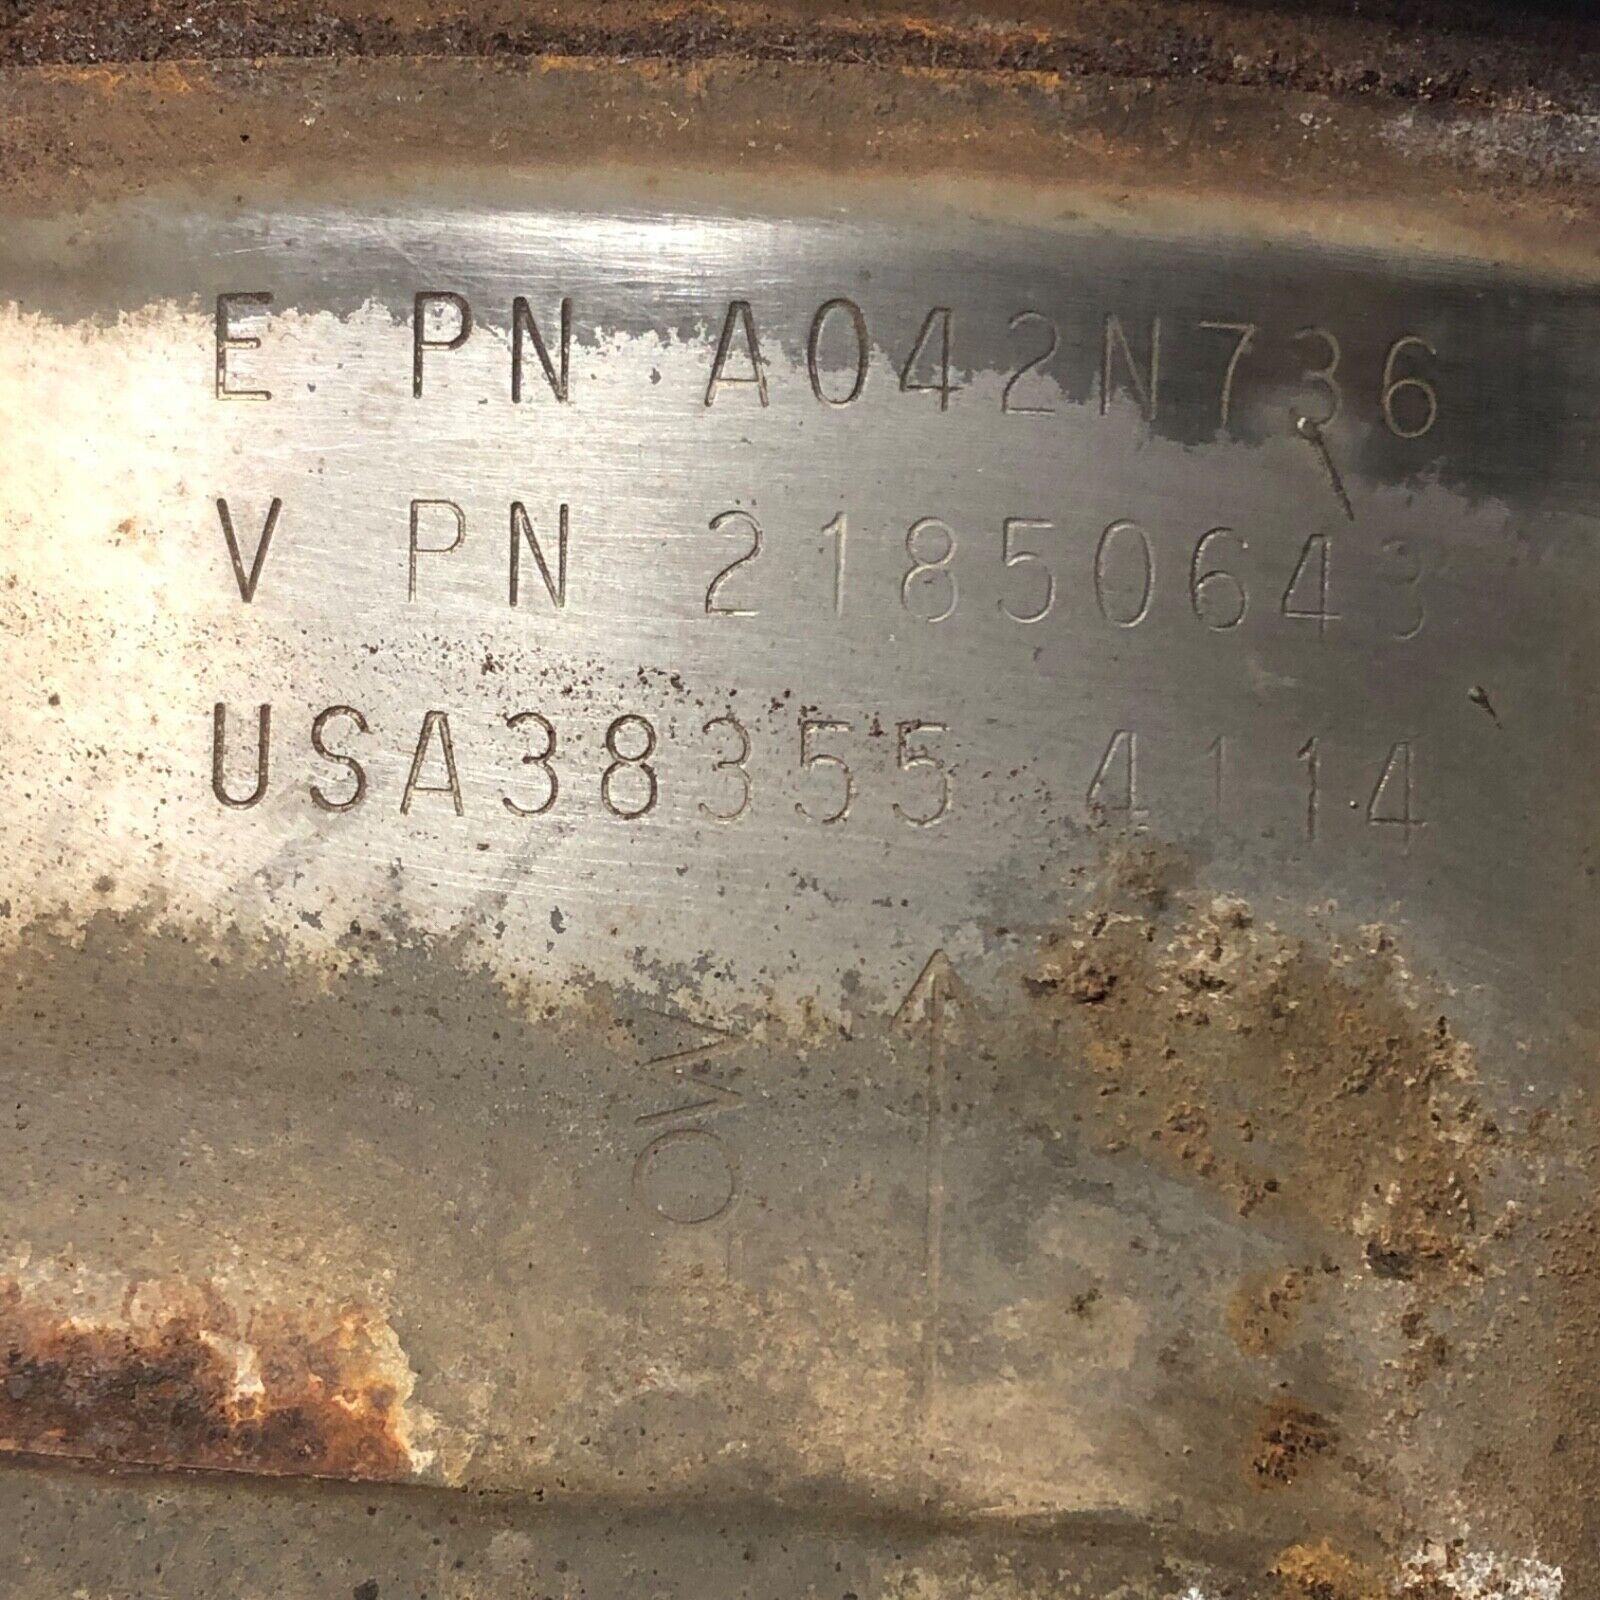 E PN A042N736
V PN 21850643
USA38355 4114
FLOW